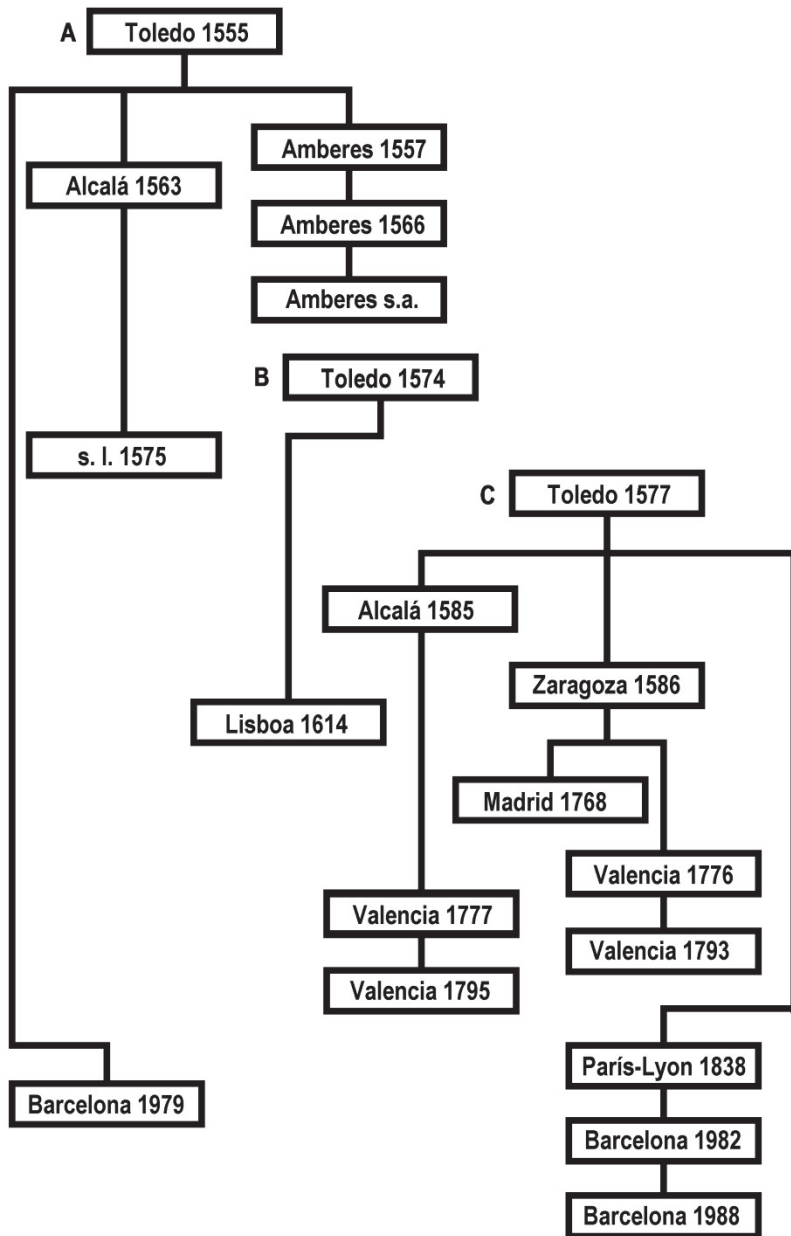 A
Toledo 1555
Amberes 1557
Alcalá 1563
Amberes 1566
Amberes s.a.
B
Toledo 1574
s. l. 1575
C
Toledo 1577
Alcalá 1585
Zaragoza 1586
Lisboa 1614
Madrid 1768
Valencia 1776
Valencia 1777
Valencia 1793
Valencia 1795
París-Lyon 1838
Barcelona 1979
Barcelona 1982
Barcelona 1988